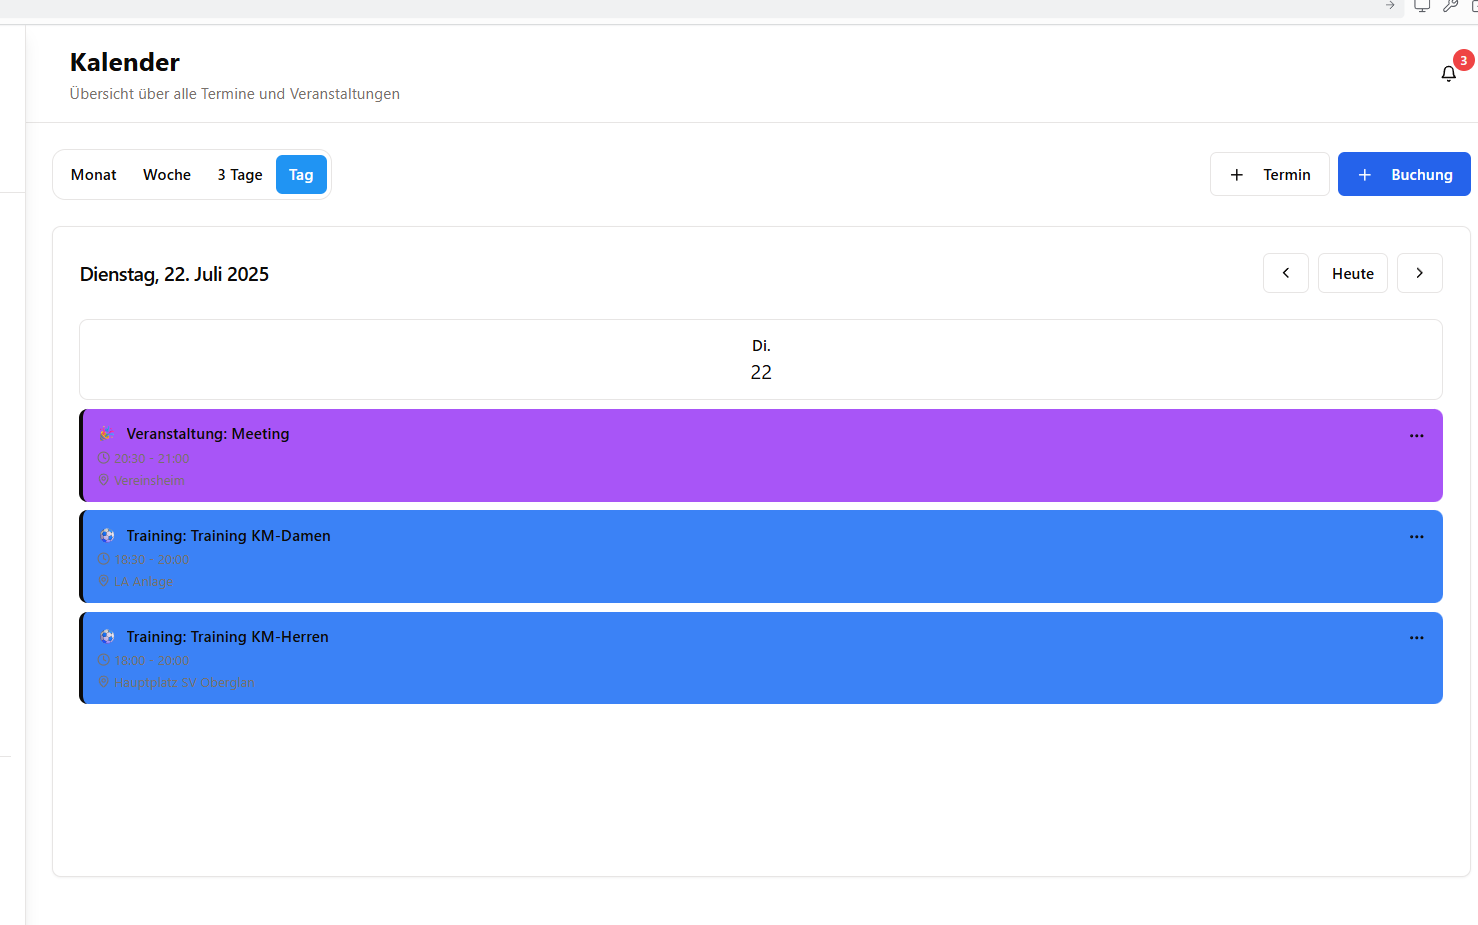 Kalender
Übersicht über alle Termine und Veranstaltungen
3
Monat Woche 3 Tage Tag
Termin
Buchung
Dienstag, 22. Juli 2025
Heute
Di.
22
Veranstaltung: Meeting
20:30 - 21:00
Vereinsheim
Training: Training KM-Damen
18:30 - 20:00
LA Anlage
Training: Training KM-Herren
18:00 - 20:00
Hauptplatz SV Oberglan